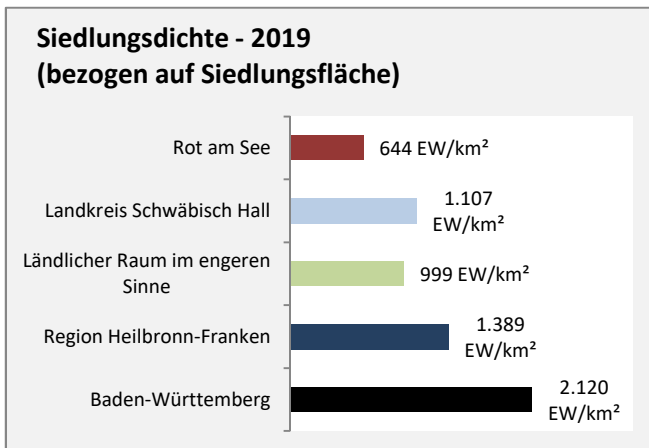 Siedlungsdichte - 2019
(bezogen auf Siedlungsfläche)
Rot am See
644 EW/km²
Landkreis Schwäbisch Hall
1.107
EW/km²
Ländlicher Raum im engeren
Sinne
999 EW/km²
Region Heilbronn-Franken
1.389
EW/km²
Baden-Württemberg
2.120
EW/km²